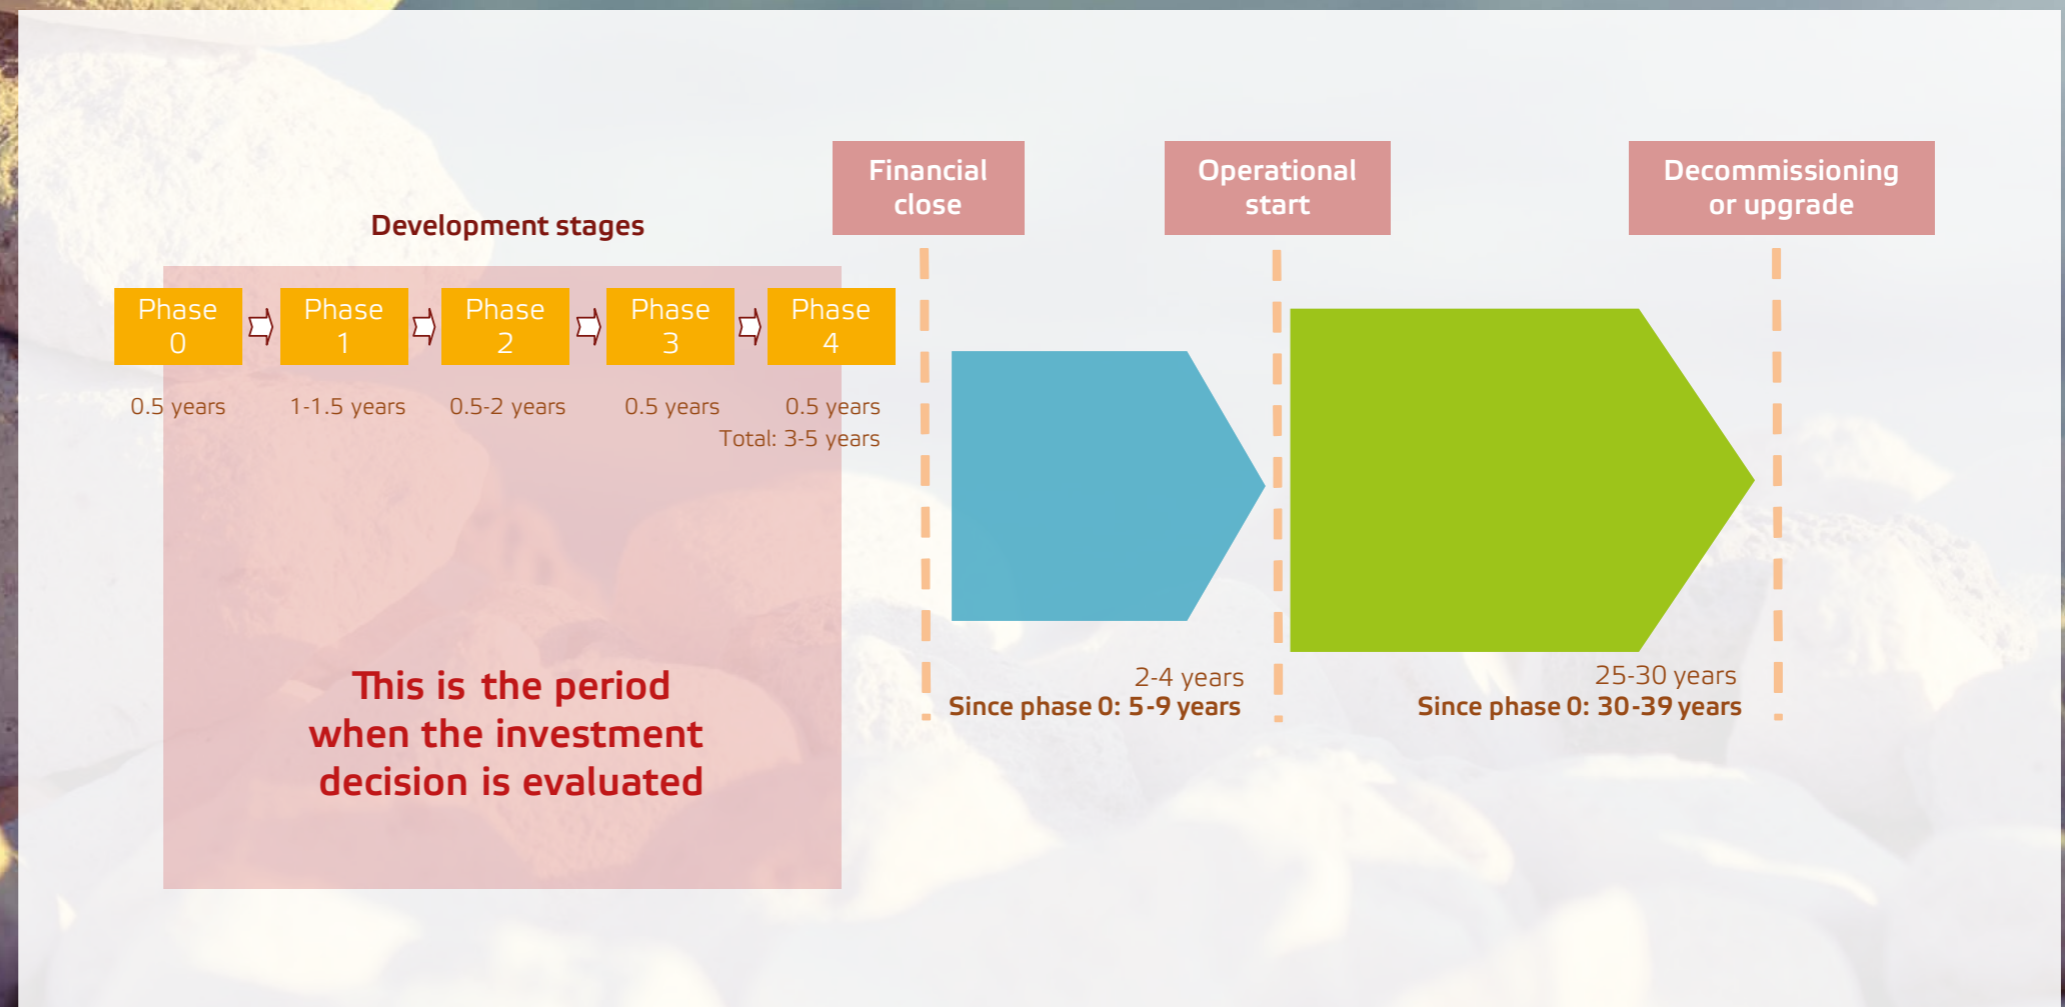 Development stages
Financial
close
Operational
start
Decommissioning
or upgrade
Phase
0
Phase
1
Phase
2
Phase
3
Phase
4
0.5 years
1-1.5 years
0.5-2 years
0.5 years
0.5 years
Total: 3-5 years
This is the period
when the investment
decision is evaluated
2-4 years
Since phase 0: 5-9 years
25-30 years
Since phase 0: 30-39 years